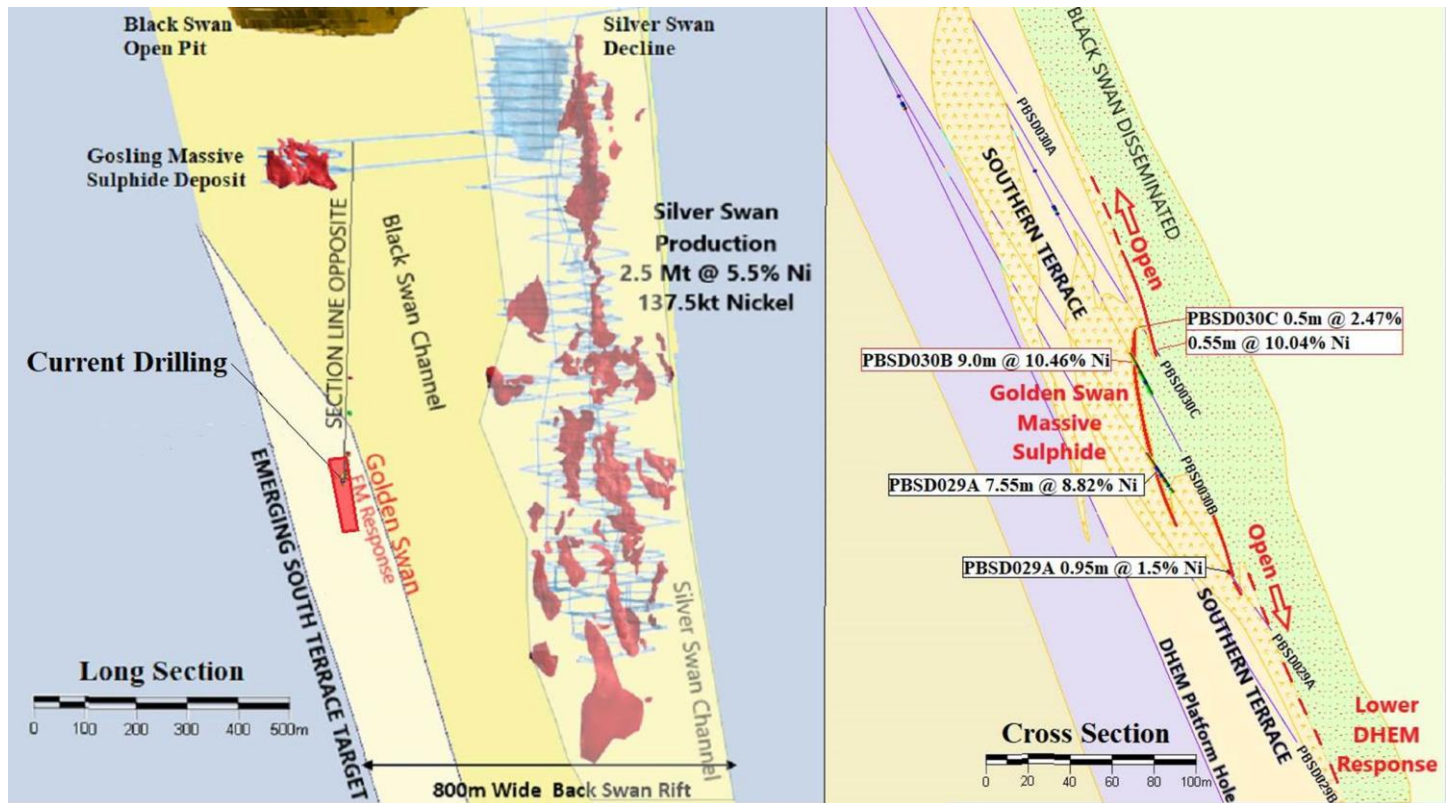 Black Swan
Open Pit
Silver Swan
Decline
Gosling Massive
Sulphide Deposit
SECTION LINE OPPOSITE
Black Swan Channel
Silver Swan
Production
2.5 Mt @ 5.5% Ni
137.5kt Nickel
Current Drilling
Golden Swan
EM Response
EMERGING SOUTH TERRACE TARGET
Silver Swan Channel
Long Section
0 100 200 300 400 500m
800m Wide Back Swan Rift
BLACK SWAN DISSEMINATED
PBSD030A
SOUTHERN TERRACE
Open
PBSD030C 0.5m @ 2.47%
0.55m @ 10.04% Ni
PBSD030B 9.0m @ 10.46% Ni
PBSD030C
Golden Swan
Massive
Sulphide
PBSD029A 7.55m @ 8.82% Ni
PBSD030B
PBSD029A 0.95m @ 1.5% Ni
Open
SOUTHERN TERRACE
PBSD029A
DHEM Platform Hole
Lower
DHEM
Response
PBSD029B
Cross Section
0 20 40 60 80 100m